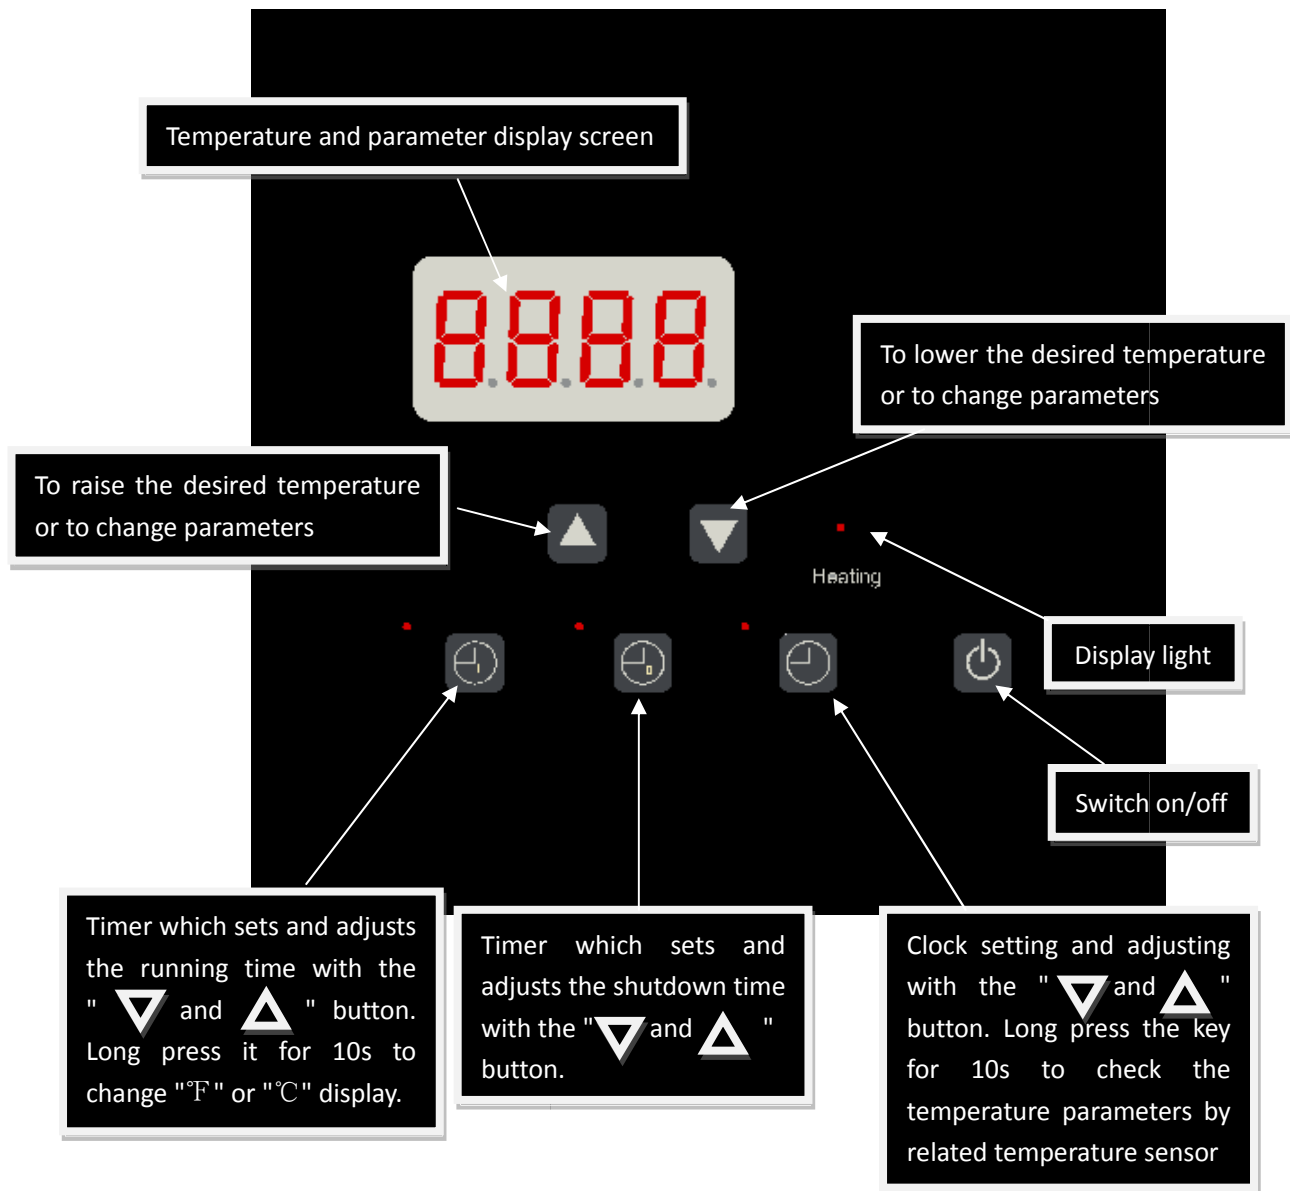 Temperature and parameter display screen
8.8.8.8.
To lower the desired temperature
or to change parameters
To raise the desired temperature
or to change parameters
Heating
Display light
Switch on/off
Timer which sets and adjusts
the running time with the
" ▽ and △ " button.
Long press it for 10s to
change "℉" or "℃" display.
Timer which sets and
adjusts the shutdown time
with the "▽ and △ "
button.
Clock setting and adjusting
with the " ▽ and △ "
button. Long press the key
for 10s to check the
temperature parameters by
related temperature sensor